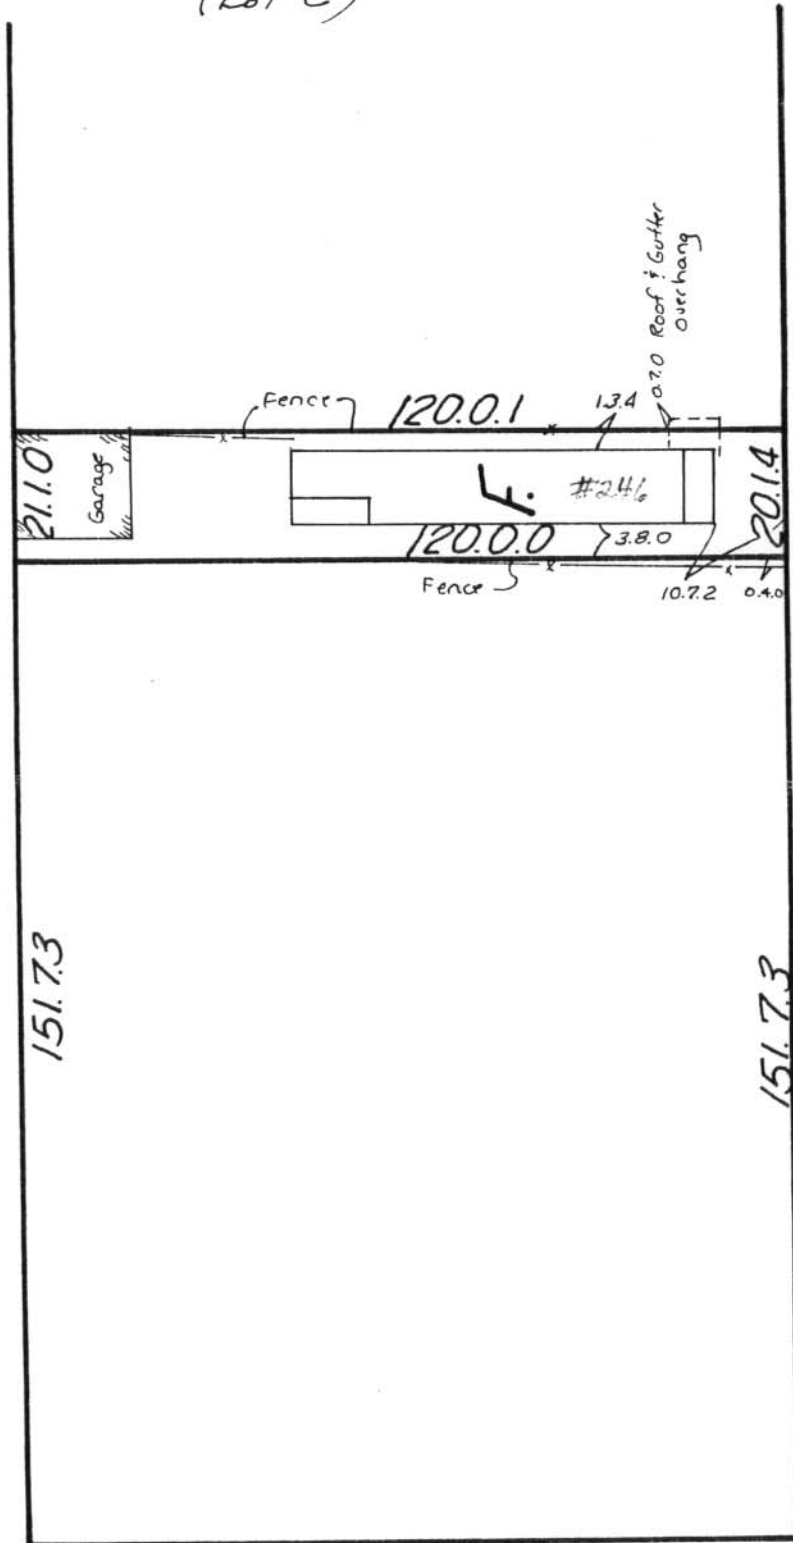 (Lot C)
0.7.0 Roof & Gutter
overhang
Fence
120.0.1
1.3.4
21.1.0
Garage
F.
#246
20.1.4
120.0.0
3.8.0
Fence
10.7.2
0.4.0
151.7.3
151.7.3